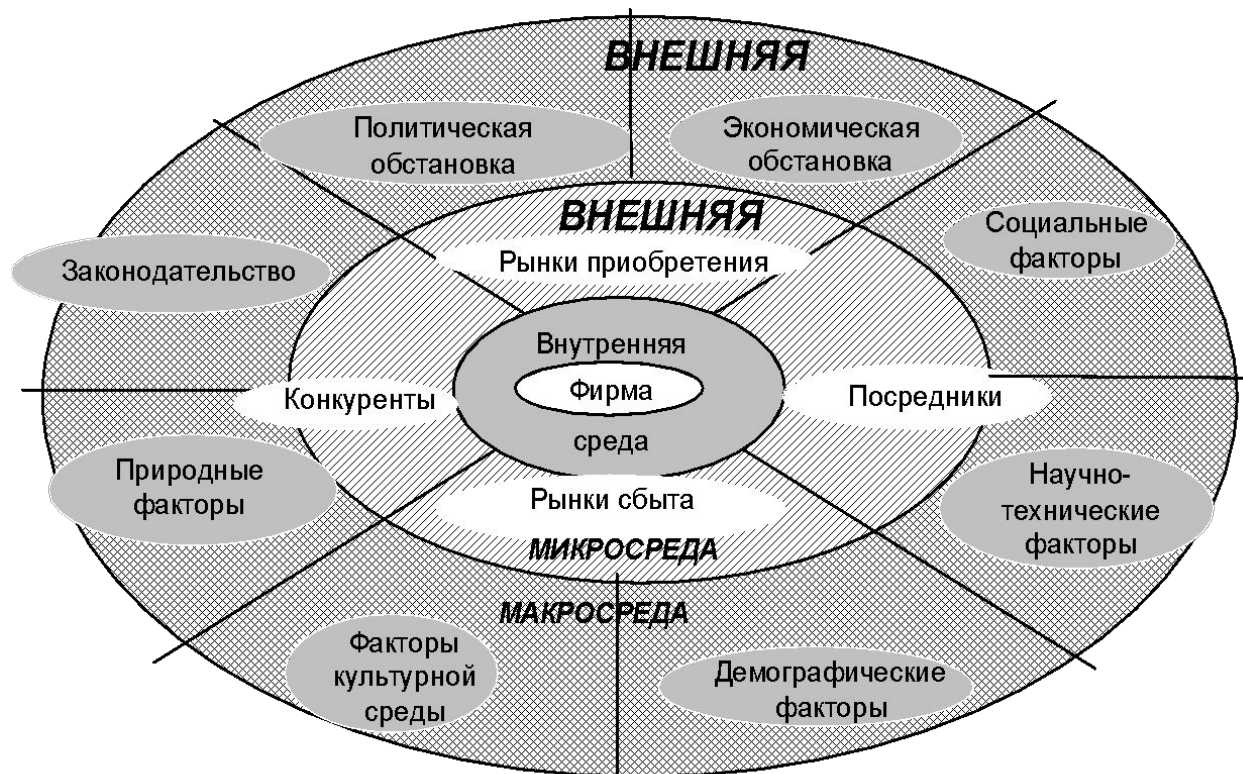 ВНЕШНЯЯ
Политическая
обстановка
Экономическая
обстановка
ВНЕШНЯЯ
Социальные
факторы
Рынки приобретения
Законодательство
Внутренняя
Фирма
среда
Конкуренты
Посредники
Природные
факторы
Научно-
технические
факторы
Рынки сбыта
МИКРОСРЕДА
МАКРОСРЕДА
Факторы
культурной
среды
Демографические
факторы